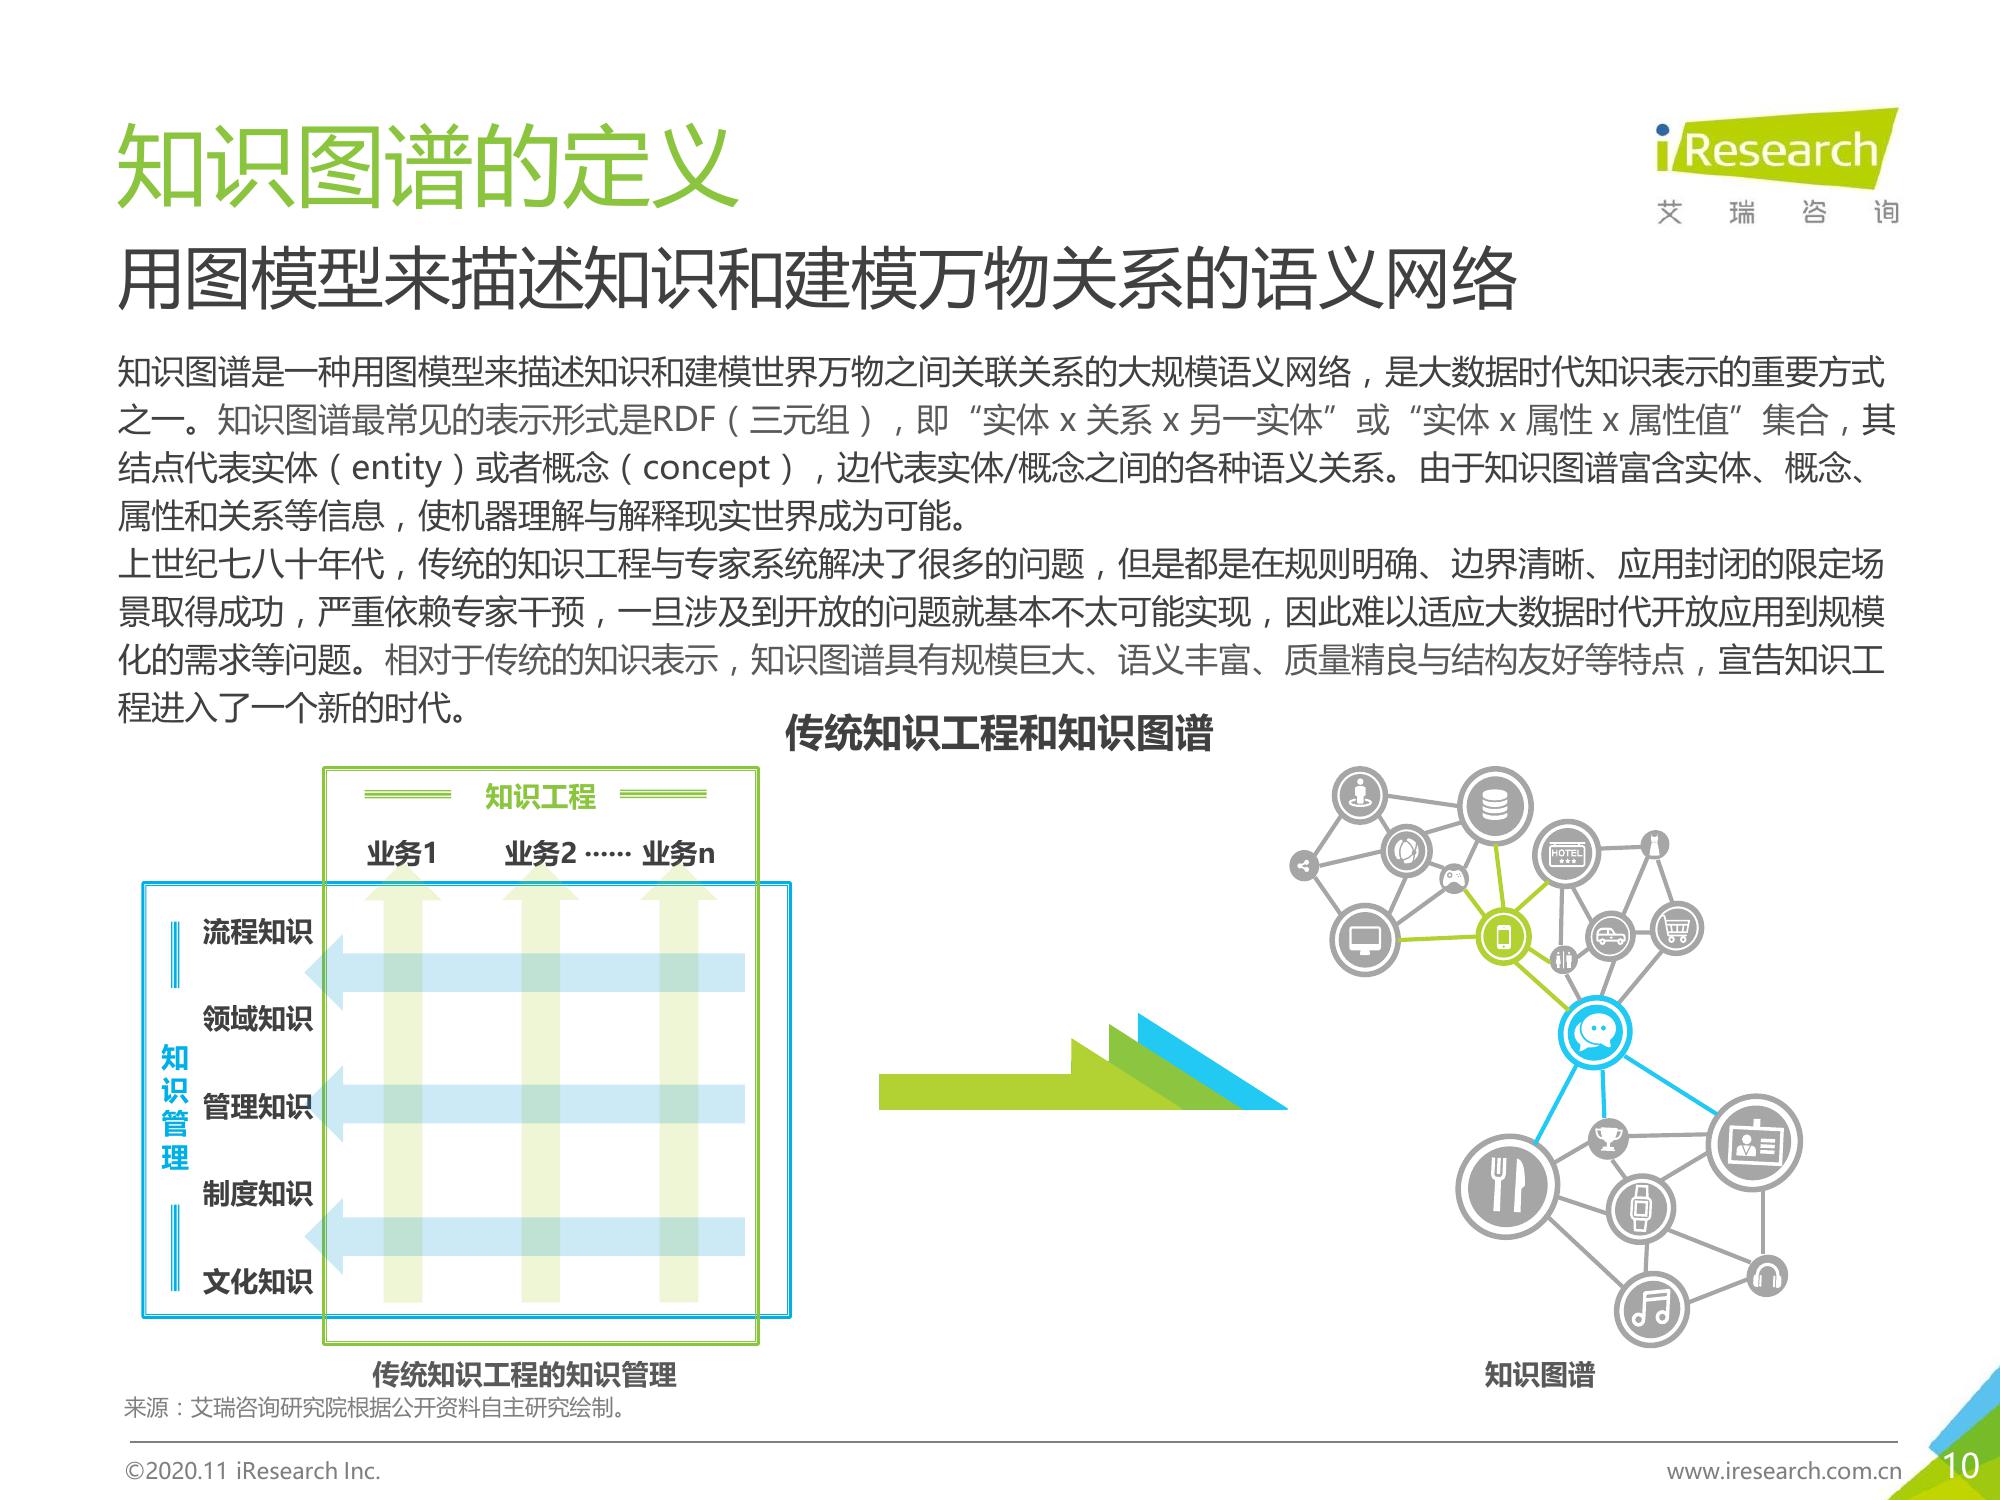 知识图谱的定义
iResearch
艾瑞咨询
用图模型来描述知识和建模万物关系的语义网络
知识图谱是一种用图模型来描述知识和建模世界万物之间关联关系的大规模语义网络，是大数据时代知识表示的重要方式
之一。知识图谱最常见的表示形式是RDF（三元组），即“实体 x 关系 x 另一实体”或“实体 x 属性 x 属性值”集合，其
结点代表实体（entity）或者概念（concept），边代表实体/概念之间的各种语义关系。由于知识图谱富含实体、概念、
属性和关系等信息，使机器理解与解释现实世界成为可能。
上世纪七八十年代，传统的知识工程与专家系统解决了很多的问题，但是都是在规则明确、边界清晰、应用封闭的限定场
景取得成功，严重依赖专家干预，一旦涉及到开放的问题就基本不太可能实现，因此难以适应大数据时代开放应用到规模
化的需求等问题。相对于传统的知识表示，知识图谱具有规模巨大、语义丰富、质量精良与结构友好等特点，宣告知识工
程进入了一个新的时代。
传统知识工程和知识图谱
知识工程
业务1 业务2 ······ 业务n
知识管理
流程知识
领域知识
管理知识
制度知识
文化知识
HOTEL
传统知识工程的知识管理
知识图谱
来源：艾瑞咨询研究院根据公开资料自主研究绘制。
©2020.11 iResearch Inc.
www.iresearch.com.cn
10